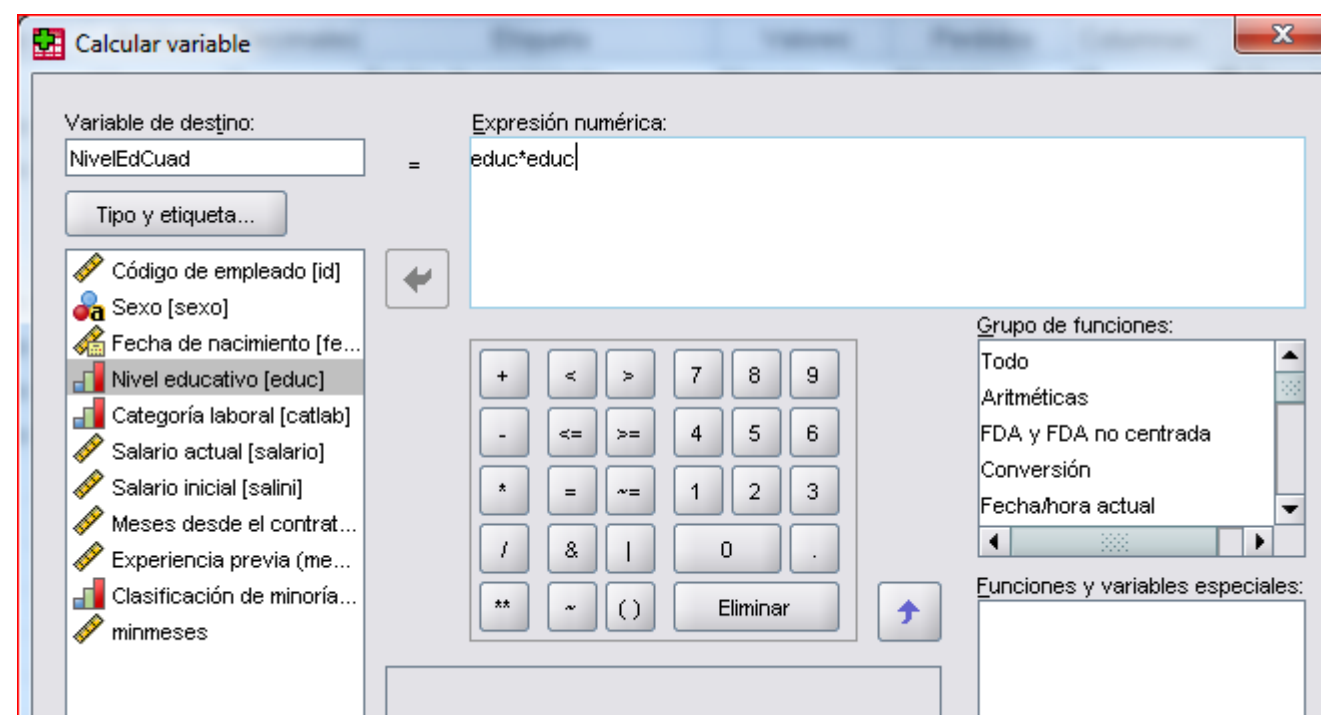 Calcular variable
Variable de destino:
NivelEdCuad
=
Expresión numérica:
educ*educ
Tipo y etiqueta...
Código de empleado [id]
Sexo [sexo]
Fecha de nacimiento [fe...
Nivel educativo [educ]
Categoría laboral [catlab]
Salario actual [salario]
Salario inicial [salini]
Meses desde el contrat...
Experiencia previa (me...
Clasificación de minoría...
minmeses
+ < > 7 8 9
- <= >= 4 5 6
* = ~= 1 2 3
/ & | 0 .
** ~ ( ) Eliminar
Grupo de funciones:
Todo
Aritméticas
FDA y FDA no centrada
Conversión
Fecha/hora actual
Funciones y variables especiales: